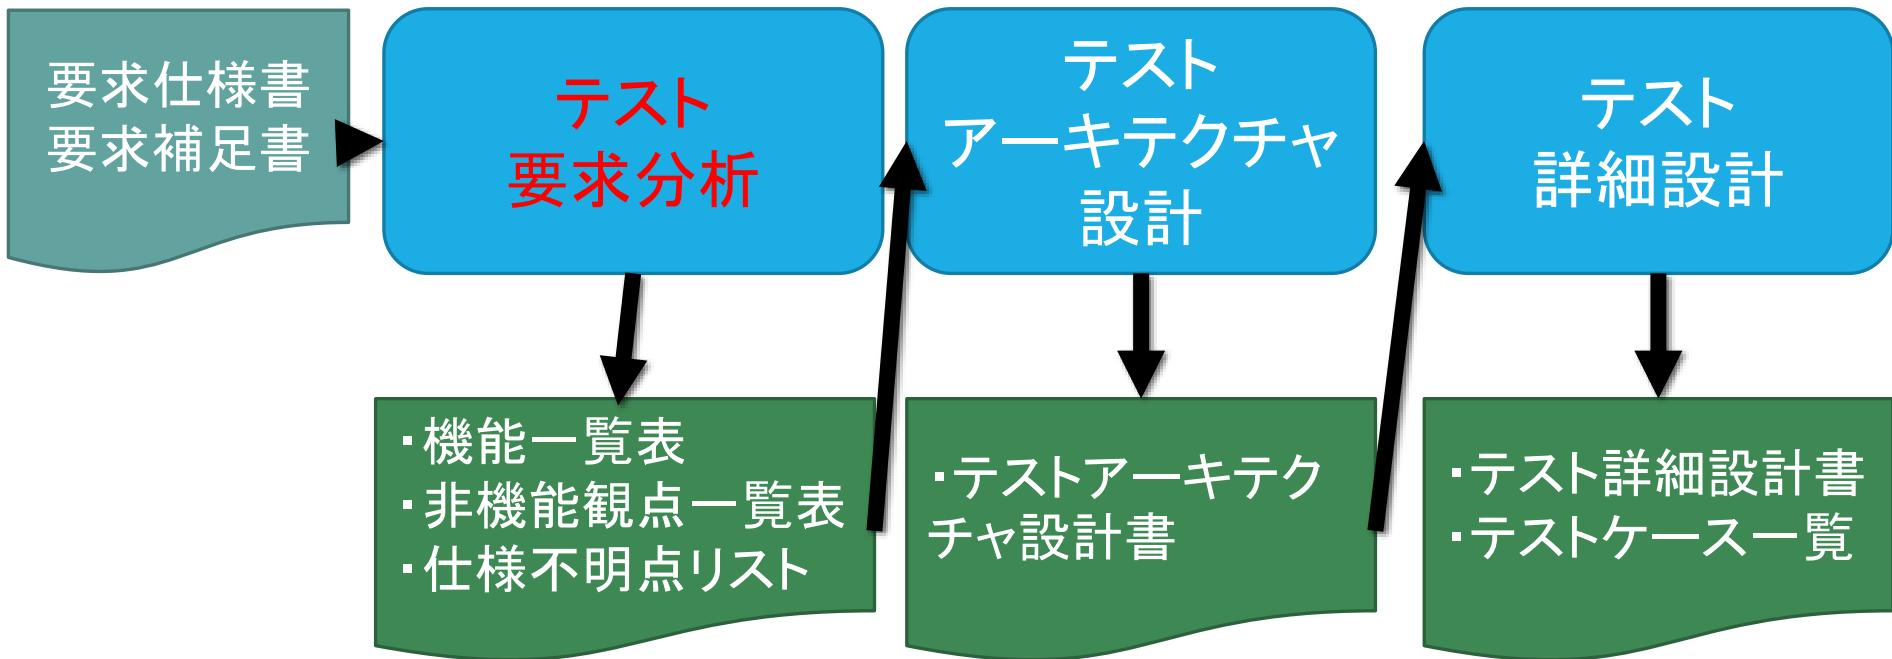 要求仕様書
要求補足書
テスト
要求分析
テスト
アーキテクチャ
設計
テスト
詳細設計
・機能一覧表
・非機能観点一覧表
・仕様不明点リスト
・テストアーキテク
チャ設計書
・テスト詳細設計書
・テストケース一覧